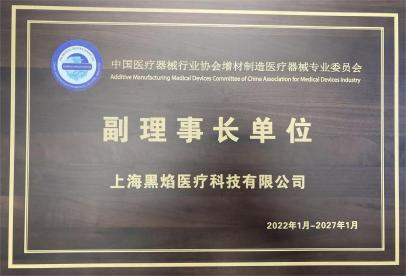 中国医疗器械行业协会增材制造医疗器械专业委员会
Additive Manufacturing Medical Devices Committee of China Association for Medical Devices Industry
副理事长单位
上海黑焰医疗科技有限公司
2022年1月-2027年1月